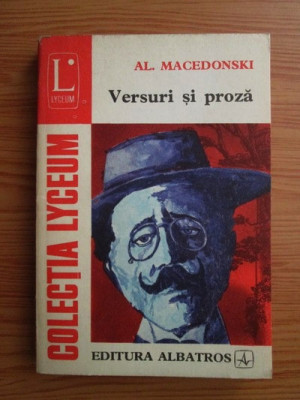 L
LYCEUM
AL. MACEDONSKI
Versuri și proză
COLECȚIA LYCEUM
EDITURA ALBATROS